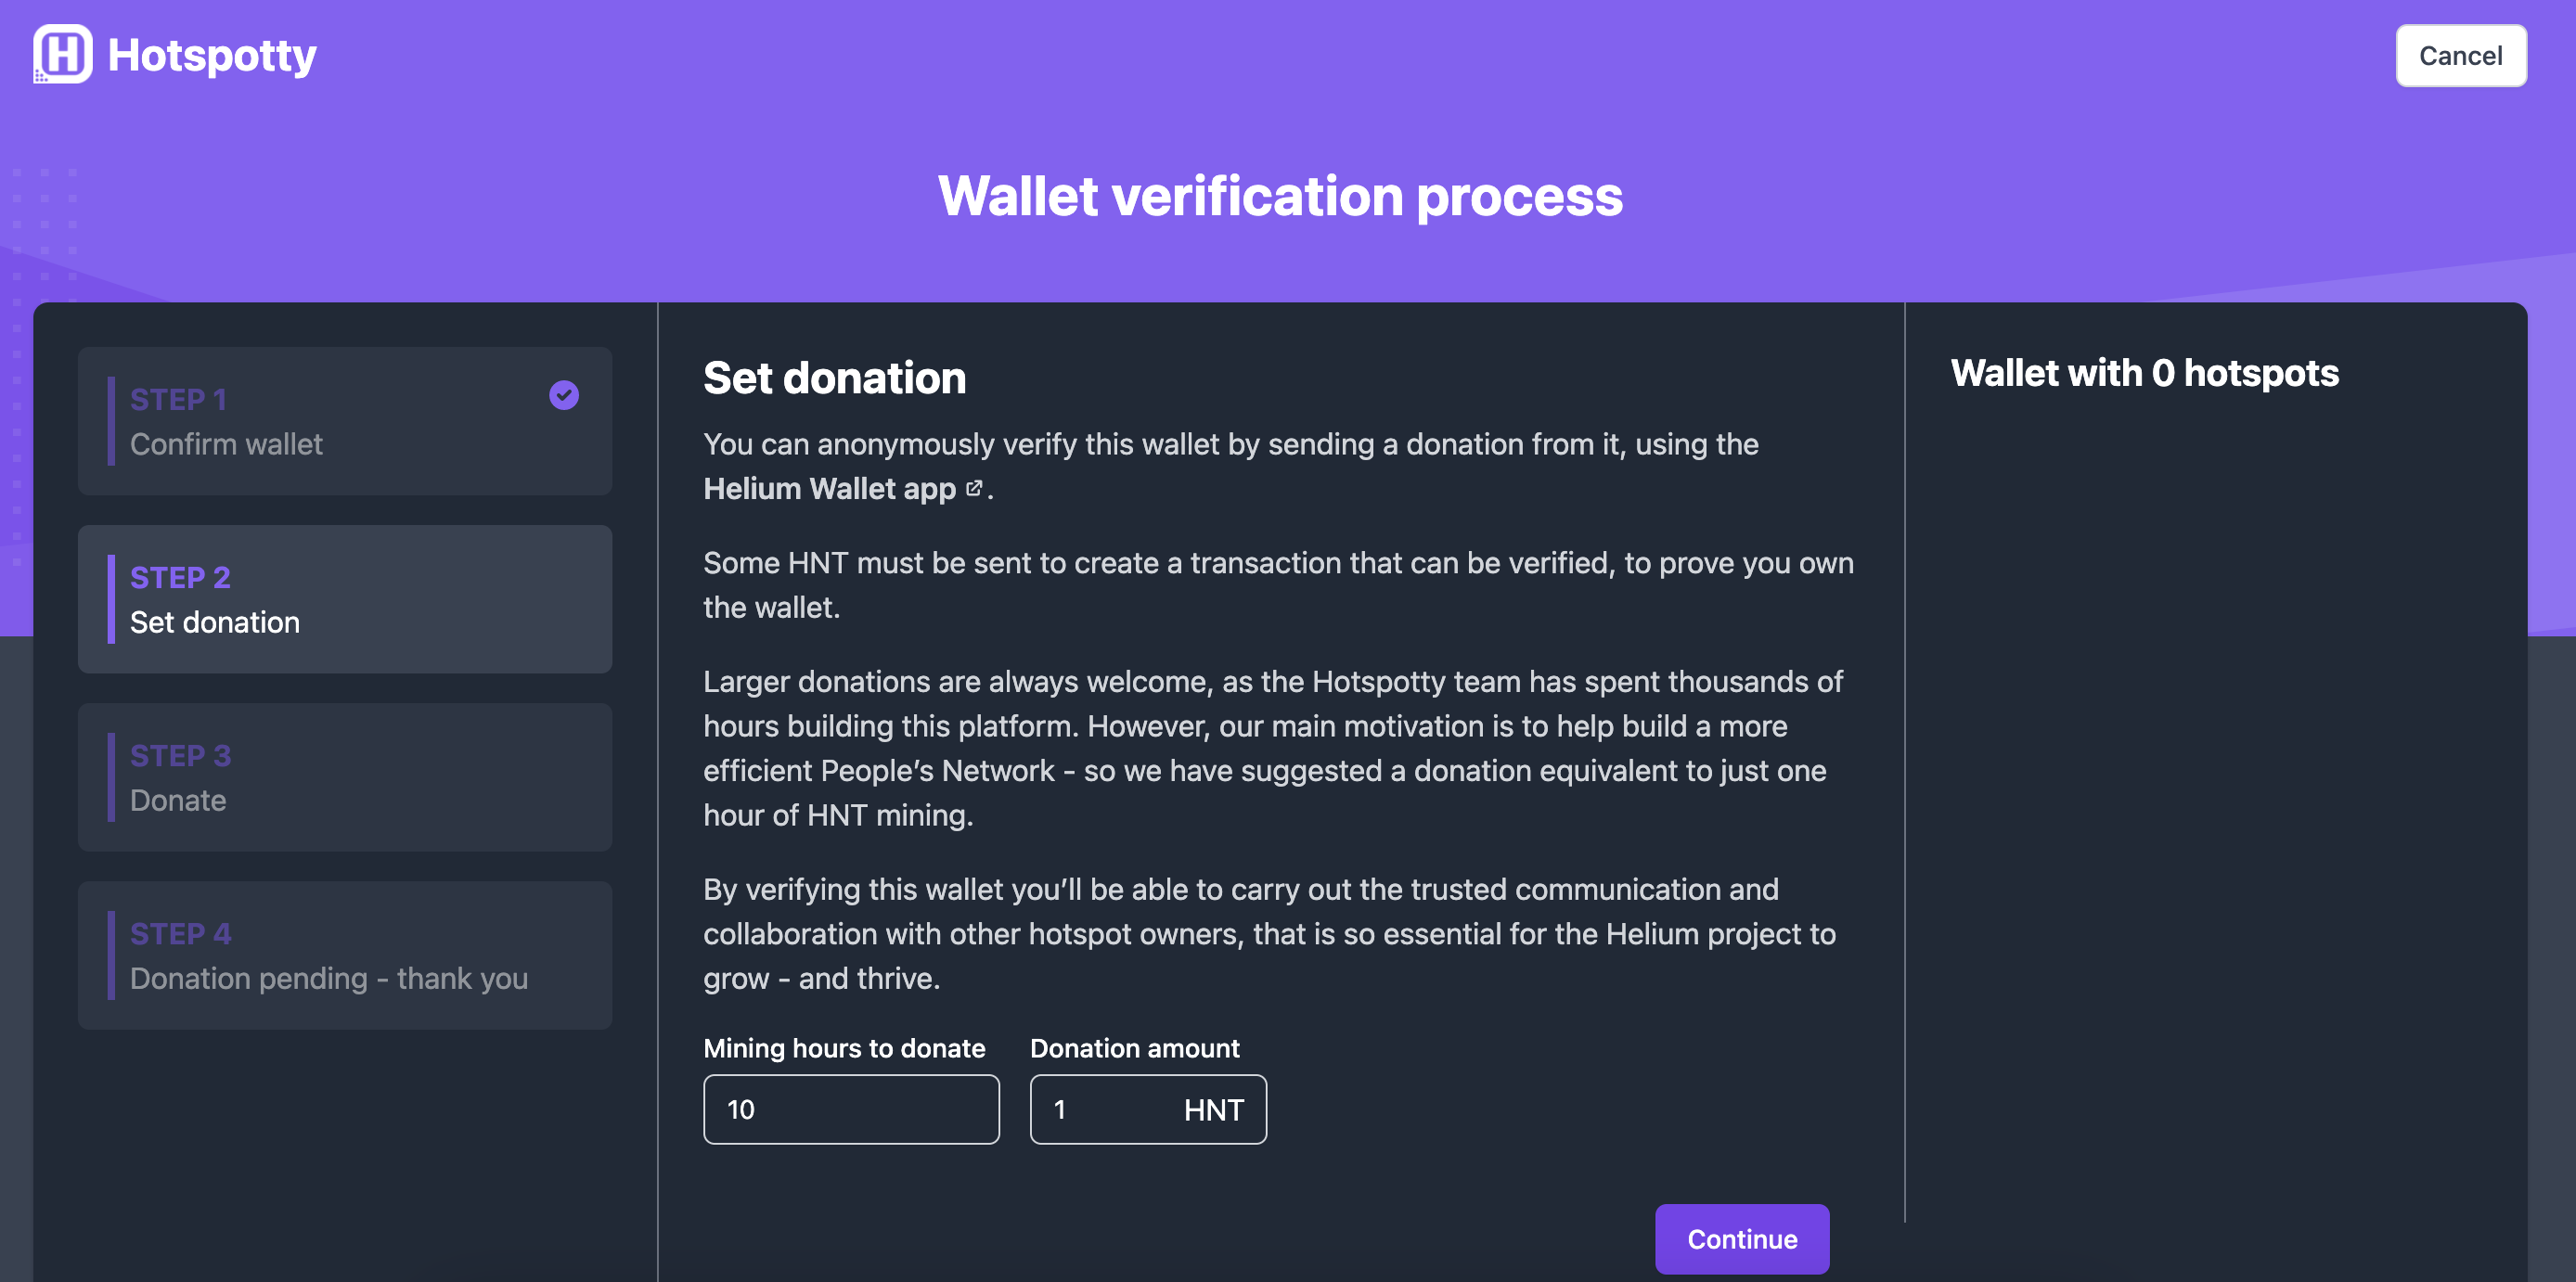 Hotspotty
Cancel
Wallet verification process
STEP 1
Confirm wallet
STEP 2
Set donation
STEP 3
Donate
STEP 4
Donation pending - thank you
Set donation
You can anonymously verify this wallet by sending a donation from it, using the
Helium Wallet app .
Some HNT must be sent to create a transaction that can be verified, to prove you own
the wallet.
Larger donations are always welcome, as the Hotspotty team has spent thousands of
hours building this platform. However, our main motivation is to help build a more
efficient People’s Network - so we have suggested a donation equivalent to just one
hour of HNT mining.
By verifying this wallet you’ll be able to carry out the trusted communication and
collaboration with other hotspot owners, that is so essential for the Helium project to
grow - and thrive.
Mining hours to donate
10
Donation amount
1 HNT
Continue
Wallet with 0 hotspots